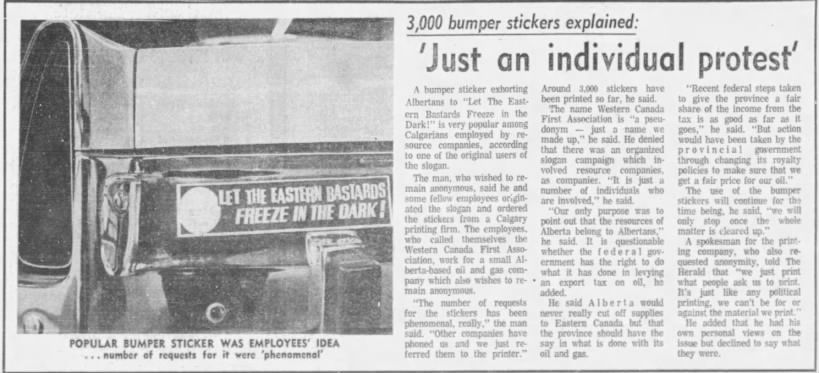 LET THE EASTERN BASTARDS
FREEZE IN THE DARK!
POPULAR BUMPER STICKER WAS EMPLOYEES' IDEA
... number of requests for it were 'phenomenal'
3,000 bumper stickers explained:
'Just an individual protest'
A bumper sticker exhorting
Albertans to "Let The East-
ern Bastards Freeze in the
Dark!" is very popular among
Calgarians employed by re-
source companies, according
to one of the original users of
the slogan.
The man, who wished to re-
main anonymous, said he and
some fellow employees origin-
ated the slogan and ordered
the stickers from a Calgary
printing firm. The employees,
who called themselves the
Western Canada First Asso-
ciation, work for a small Al-
berta-based oil and gas com-
pany which also wishes to re-
main anonymous.
"The number of requests
for the stickers has been
phenomenal, really," the man
said. "Other companies have
phoned us and we just re-
ferred them to the printer."
Around 3,000 stickers have
been printed so far, he said.
The name Western Canada
First Association is "a pseu-
donym — just a name we
made up," he said. He denied
that there was an organized
slogan campaign which in-
volved resource companies,
as companier. "It is just a
number of individuals who
are involved," he said.
"Our only purpose was to
point out that the resources of
Alberta belong to Albertans,"
he said. It is questionable
whether the federal gov-
ernment has the right to do
what it has done in levying
an export tax on oil, he
added.
He said Alberta would
never really cut off supplies
to Eastern Canada but that
the province should have the
say in what is done with its
oil and gas.
"Recent federal steps taken
to give the province a fair
share of the income from the
tax is as good as far as it
goes," he said. "But action
would have been taken by the
provincial government
through changing its royalty
policies to make sure that we
get a fair price for our oil."
The use of the bumper
stickers will continue for the
time being, he said, "we will
only stop once the whole
matter is cleared up."
A spokesman for the print-
ing company, who also re-
quested anonymity, told The
Herald that "we just print
what people ask us to print.
It's just like any political
printing, we can't be for or
against the material we print."
He added that he had his
own personal views on the
issue but declined to say what
they were.